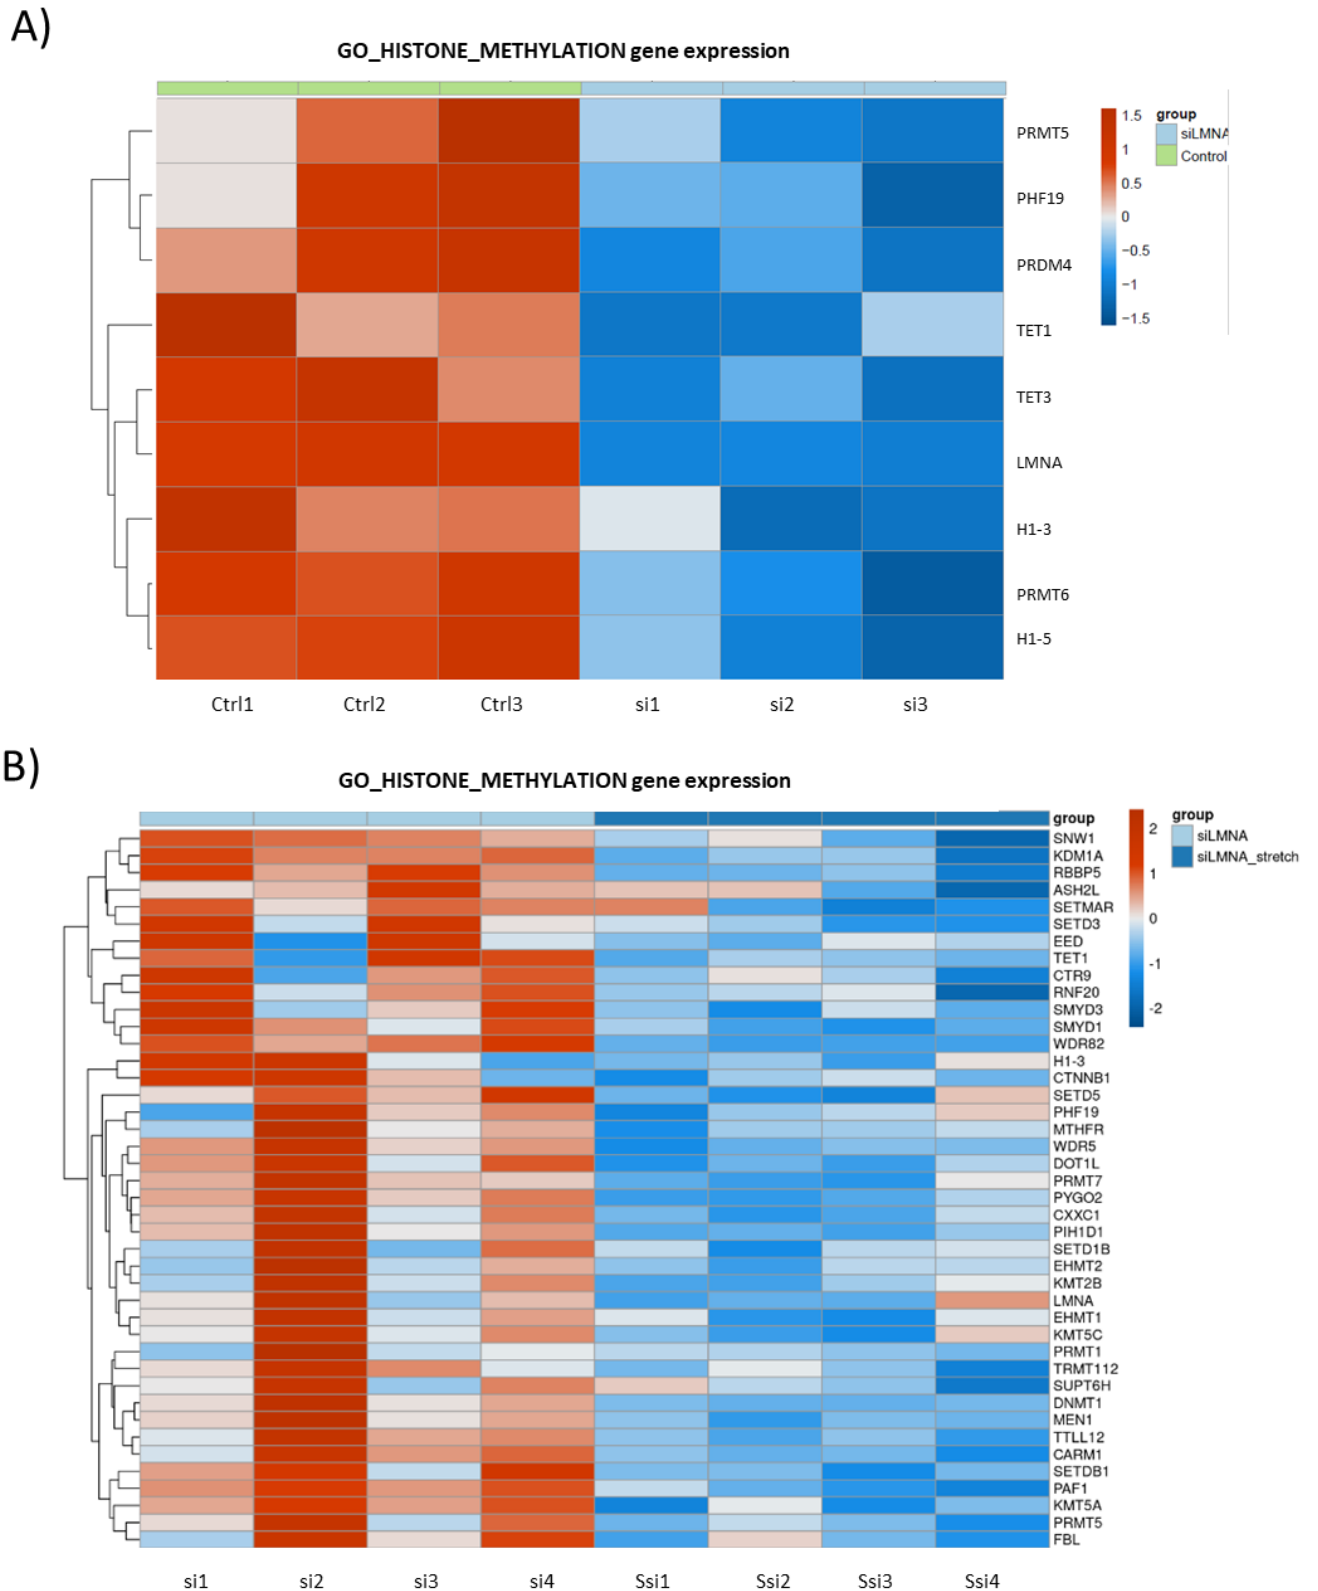 A)
GO_HISTONE_METHYLATION gene expression
PRMT5
PHF19
PRDM4
TET1
TET3
LMNA
H1-3
PRMT6
H1-5
1.5
1
0.5
0
−0.5
−1
−1.5
group
siLMNA
Control
Ctrl1 Ctrl2 Ctrl3 si1 si2 si3
B)
GO_HISTONE_METHYLATION gene expression
group
SNW1
KDM1A
RBBP5
ASH2L
SETMAR
SETD3
EED
TET1
CTR9
RNF20
SMYD3
SMYD1
WDR82
H1-3
CTNNB1
SETD5
PHF19
MTHFR
WDR5
DOT1L
PRMT7
PYGO2
CXXC1
PIH1D1
SETD1B
EHMT2
KMT2B
LMNA
EHMT1
KMT5C
PRMT1
TRMT112
SUPT6H
DNMT1
MEN1
TTLL12
CARM1
SETDB1
PAF1
KMT5A
PRMT5
FBL
2
1
0
-1
-2
group
siLMNA
siLMNA_stretch
si1 si2 si3 si4 Ssi1 Ssi2 Ssi3 Ssi4